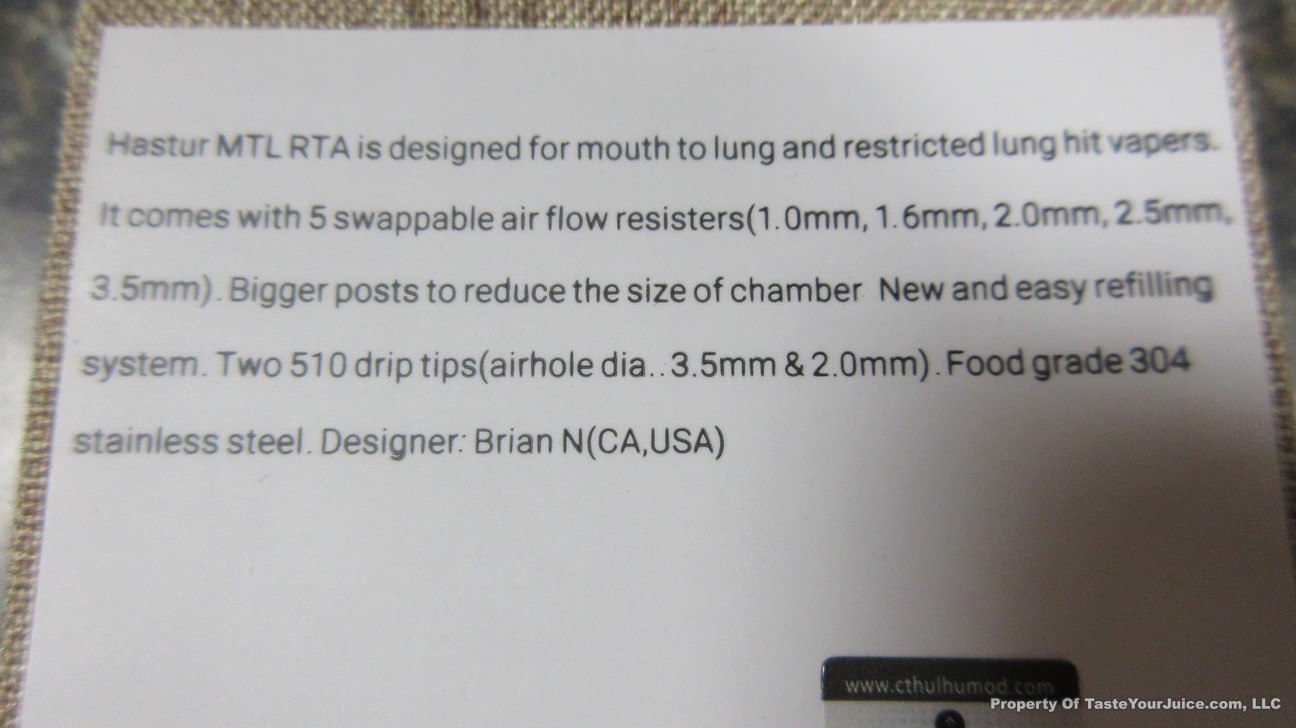 Hastur MTL RTA is designed for mouth to lung and restricted lung hit vapers.
It comes with 5 swappable air flow resisters(1.0mm, 1.6mm, 2.0mm, 2.5mm,
3.5mm). Bigger posts to reduce the size of chamber New and easy refilling
system. Two 510 drip tips(airhole dia..3.5mm & 2.0mm). Food grade 304
stainless steel. Designer: Brian N(CA,USA)
www.cthulhumod.com
Property Of TasteYourJuice.com, LLC